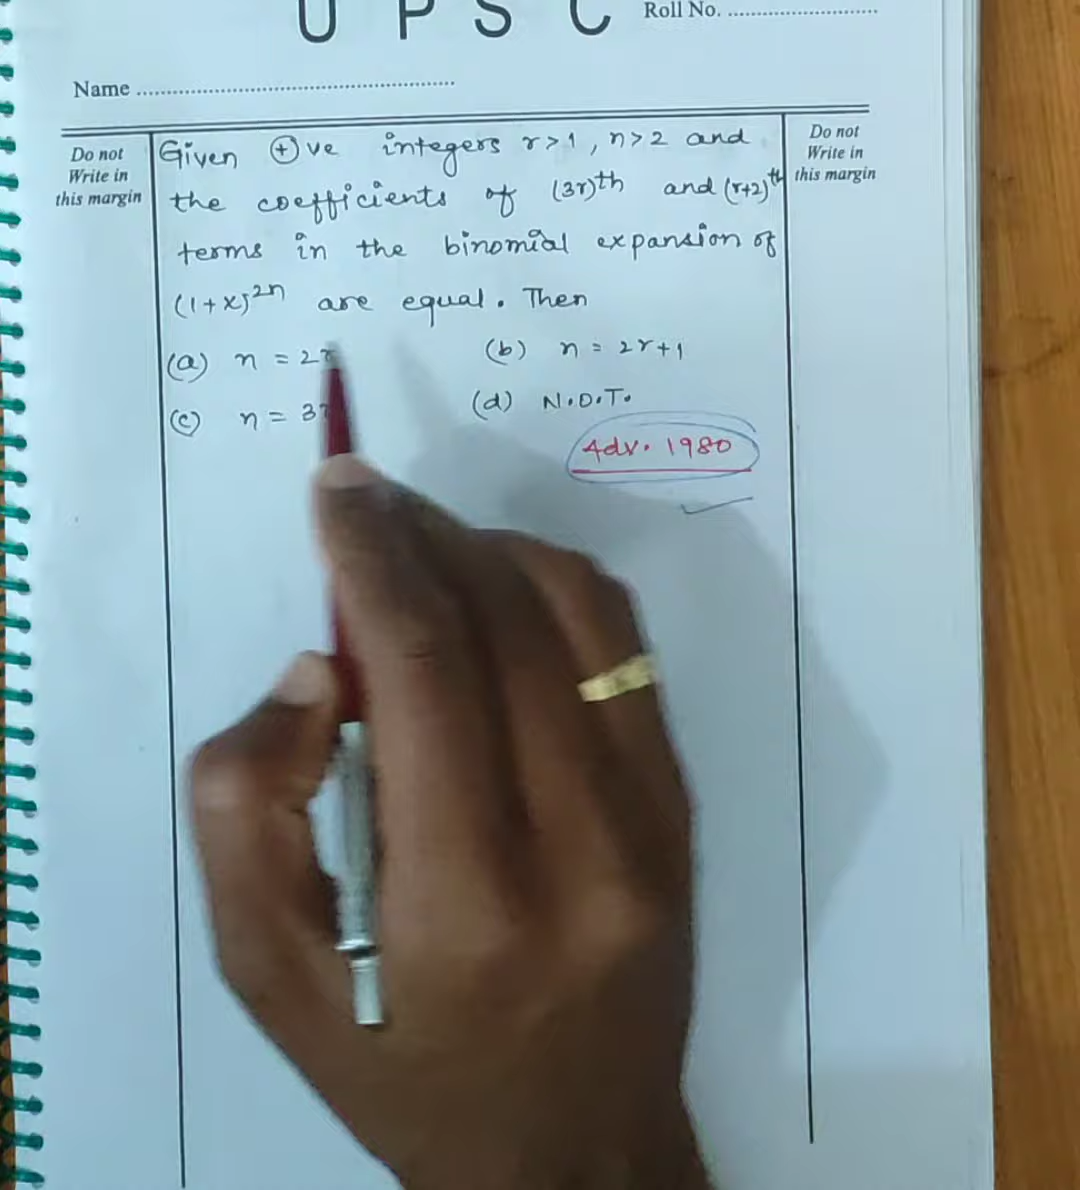 U P S C
Roll No. ..............................
Name ......................................................
Do not
Write in
this margin
Do not
Write in
this margin
Given ⊕ve integers r>1, n>2 and
the coefficients of (3r)th and (r+2)th
terms in the binomial expansion of
(1+x)^2n are equal. Then
(a) n = 2r
(b) n = 2r+1
(c) n = 3r
(d) N.O.T.
Adv. 1980